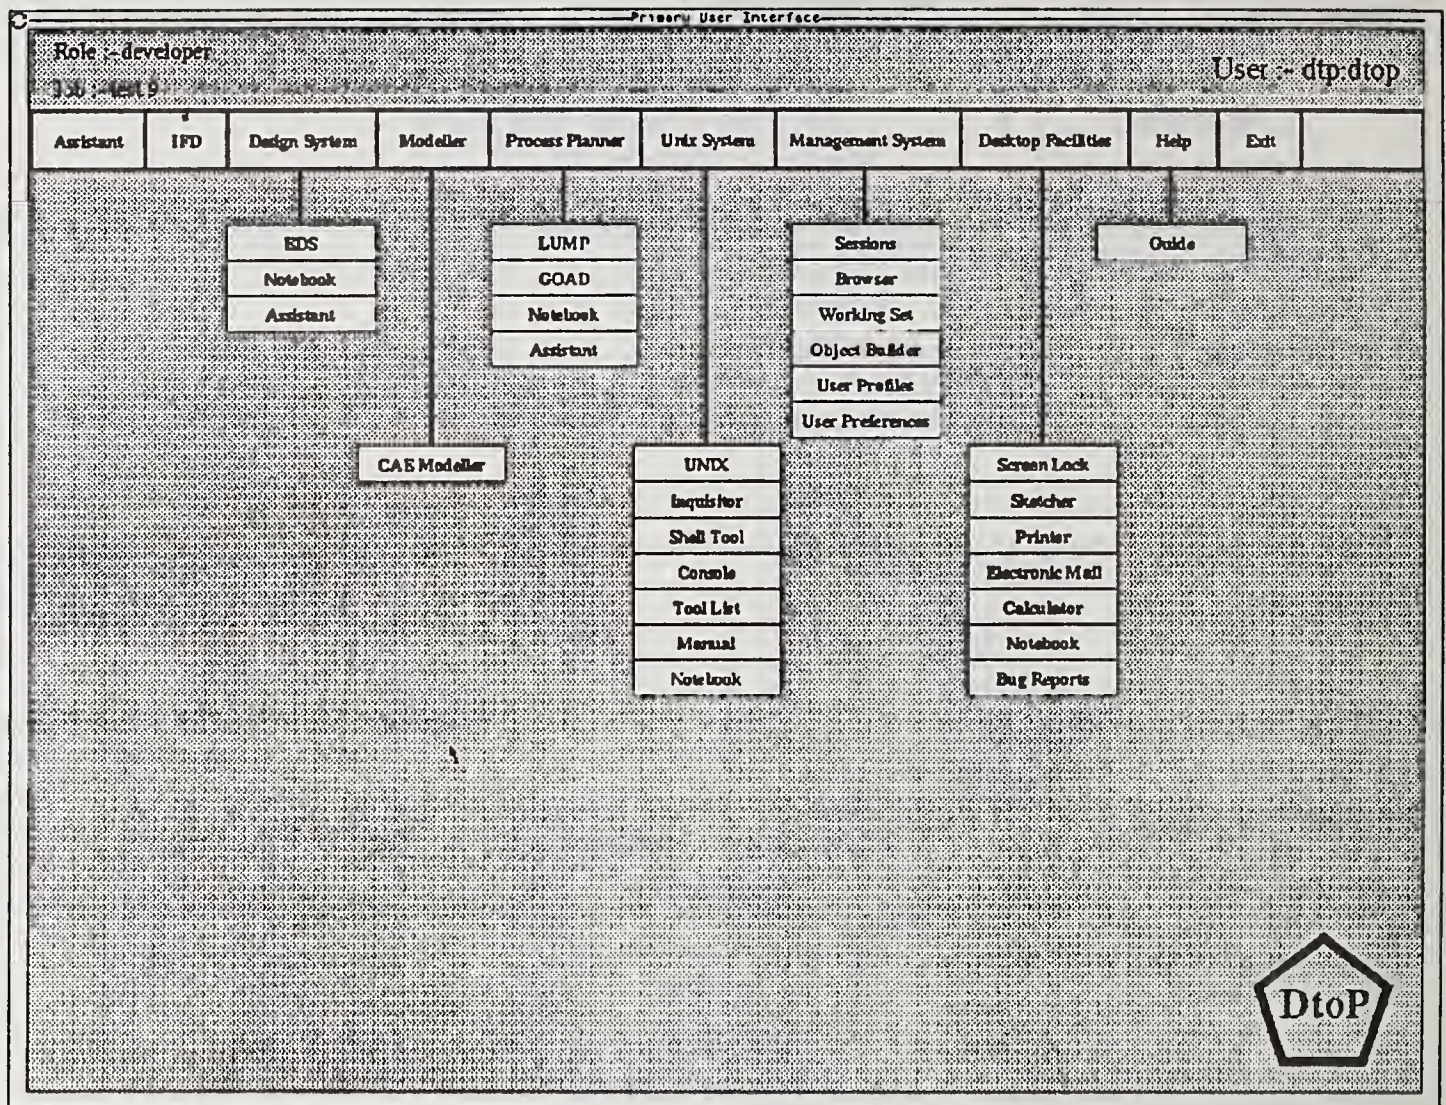 Primary User Interface
Role :- developer
Job :- test 9
User :- dtp:dtop
Assistant IFD Design System Modeller Process Planner Unix System Management System Desktop Facilities Help Exit
EDS
Notebook
Assistant
CAE Modeller
LUMP
GOAD
Notebook
Assistant
UNIX
Inquisitor
Shell Tool
Console
Tool List
Manual
Notebook
Sessions
Browser
Working Set
Object Builder
User Profiles
User Preferences
Screen Lock
Sketcher
Printer
Electronic Mail
Calculator
Notebook
Bug Reports
Guide
DtoP